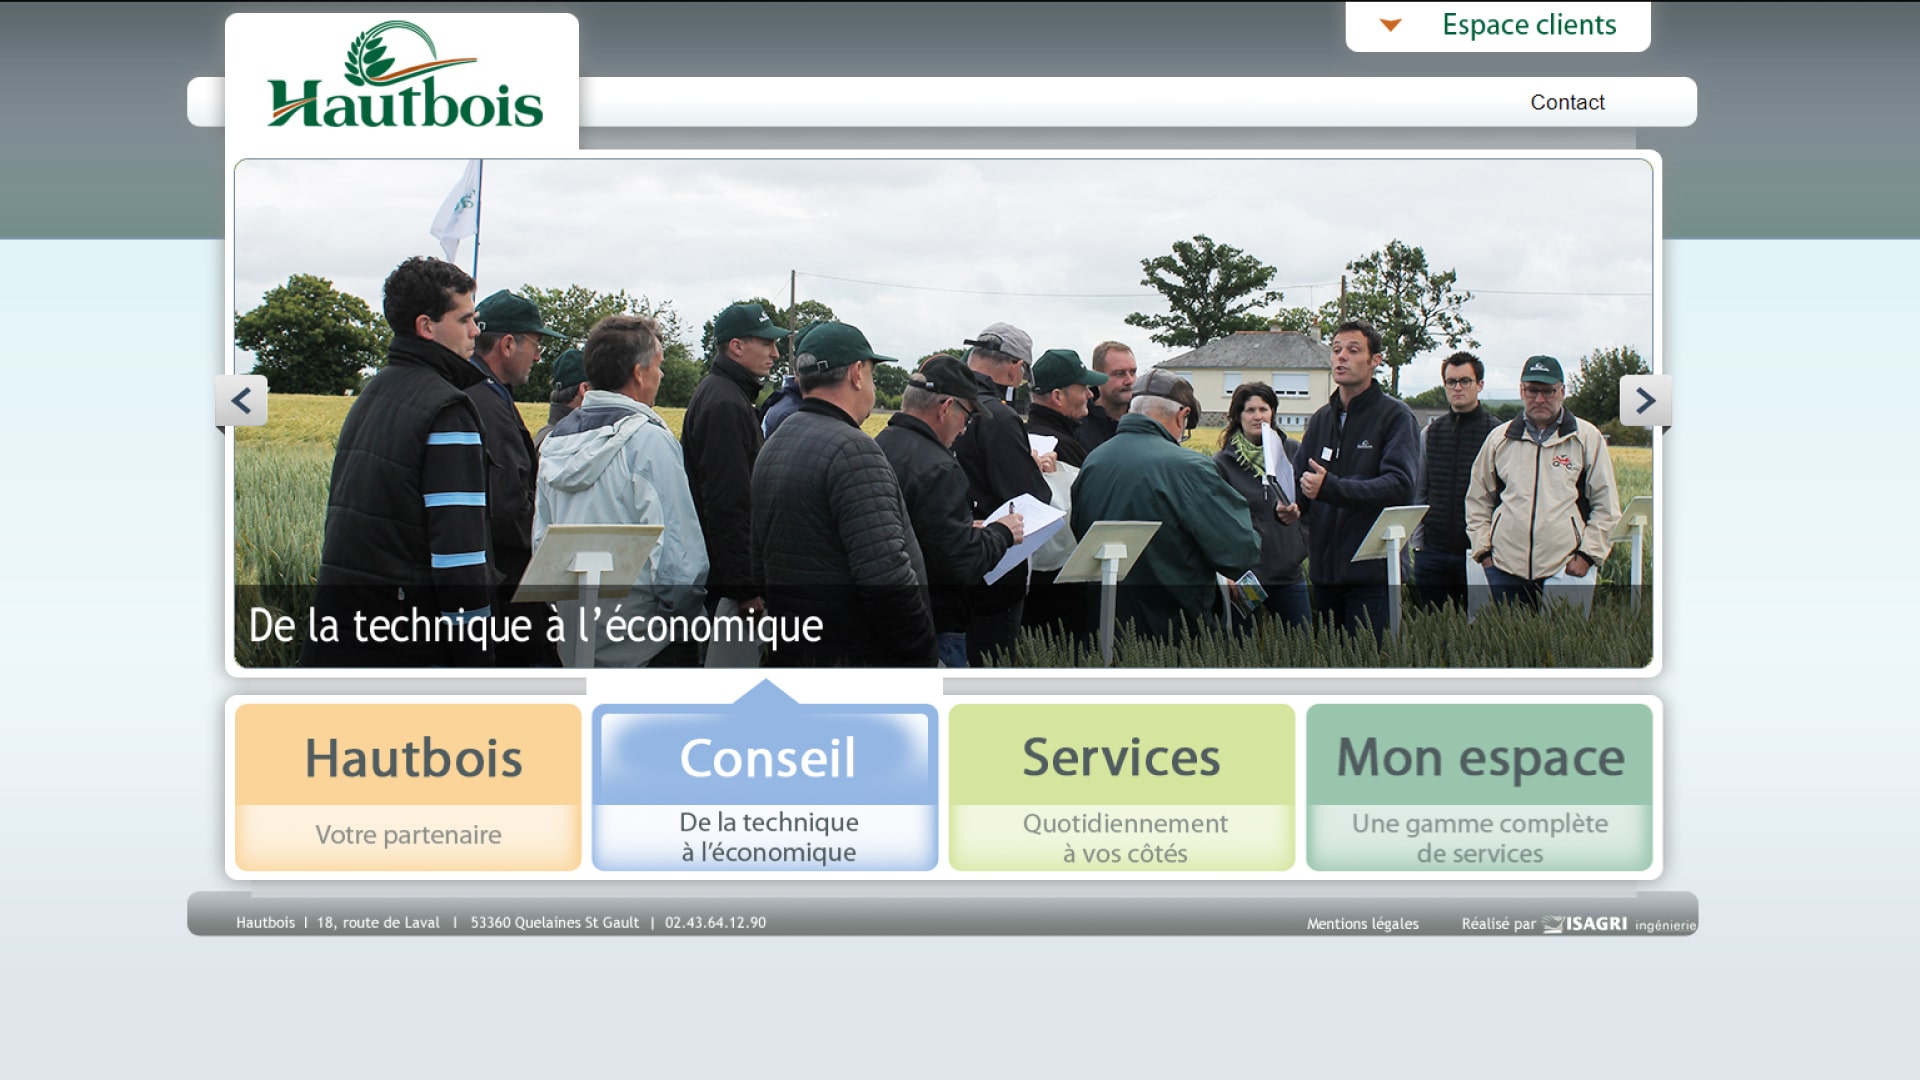 Espace clients
Hautbois
Contact
De la technique à l’économique
Hautbois
Votre partenaire
Conseil
De la technique
à l’économique
Services
Quotidiennement
à vos côtés
Mon espace
Une gamme complète
de services
Hautbois | 18, route de Laval | 53360 Quelaines St Gault | 02.43.64.12.90
Mentions légales
Réalisé par ISAGRI ingénierie